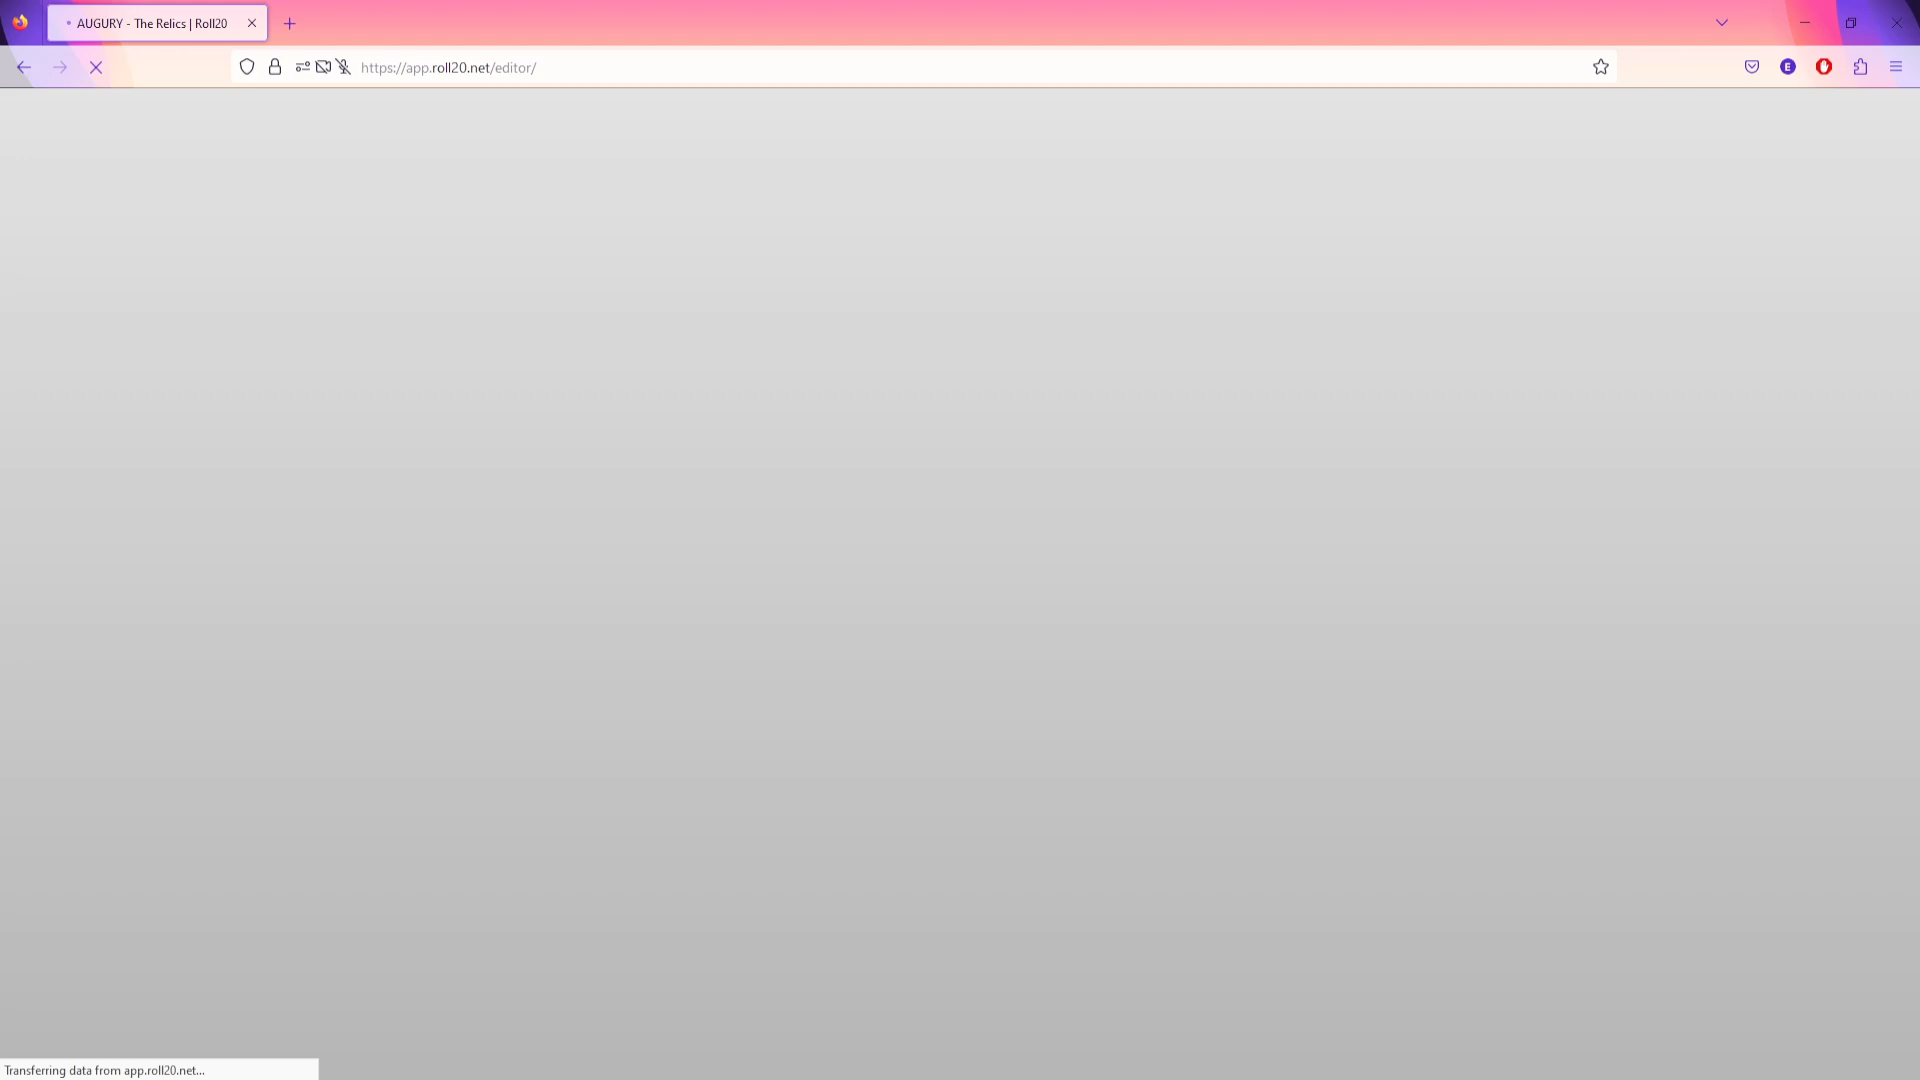 AUGURY - The Relics | Roll20
https://app.roll20.net/editor/
E
Transferring data from app.roll20.net...